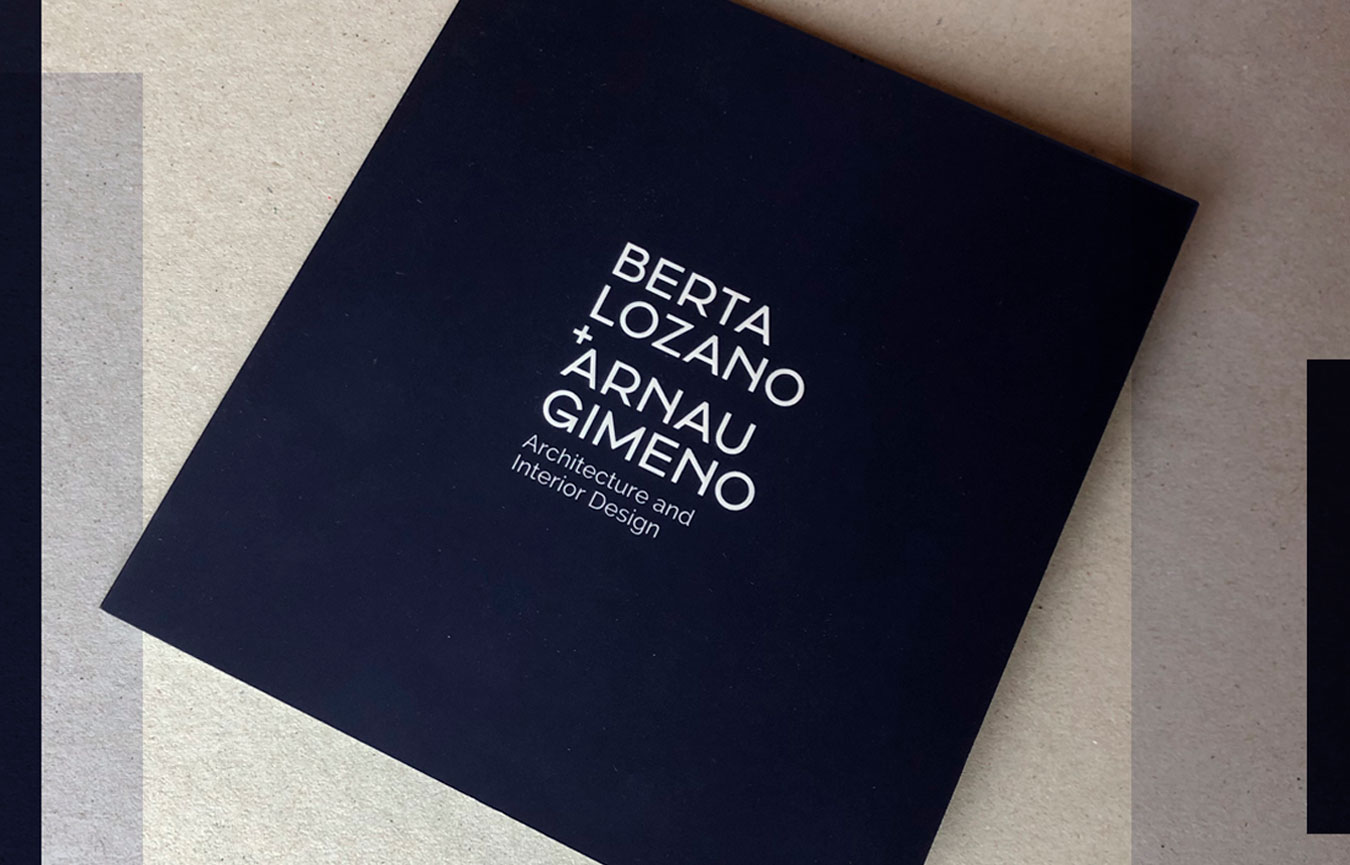 BERTA
LOZANO
+
ARNAU
GIMENO
Architecture and
Interior Design